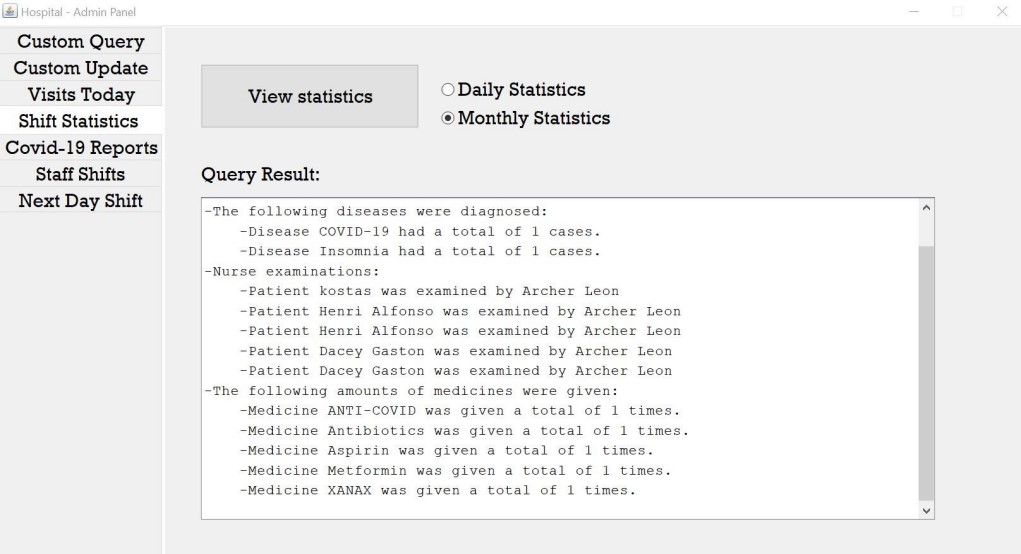 Hospital - Admin Panel
Custom Query
Custom Update
Visits Today
Shift Statistics
Covid-19 Reports
Staff Shifts
Next Day Shift
View statistics
Daily Statistics
Monthly Statistics
Query Result:
-The following diseases were diagnosed:
-Disease COVID-19 had a total of 1 cases.
-Disease Insomnia had a total of 1 cases.
-Nurse examinations:
-Patient kostas was examined by Archer Leon
-Patient Henri Alfonso was examined by Archer Leon
-Patient Henri Alfonso was examined by Archer Leon
-Patient Dacey Gaston was examined by Archer Leon
-Patient Dacey Gaston was examined by Archer Leon
-The following amounts of medicines were given:
-Medicine ANTI-COVID was given a total of 1 times.
-Medicine Antibiotics was given a total of 1 times.
-Medicine Aspirin was given a total of 1 times.
-Medicine Metformin was given a total of 1 times.
-Medicine XANAX was given a total of 1 times.